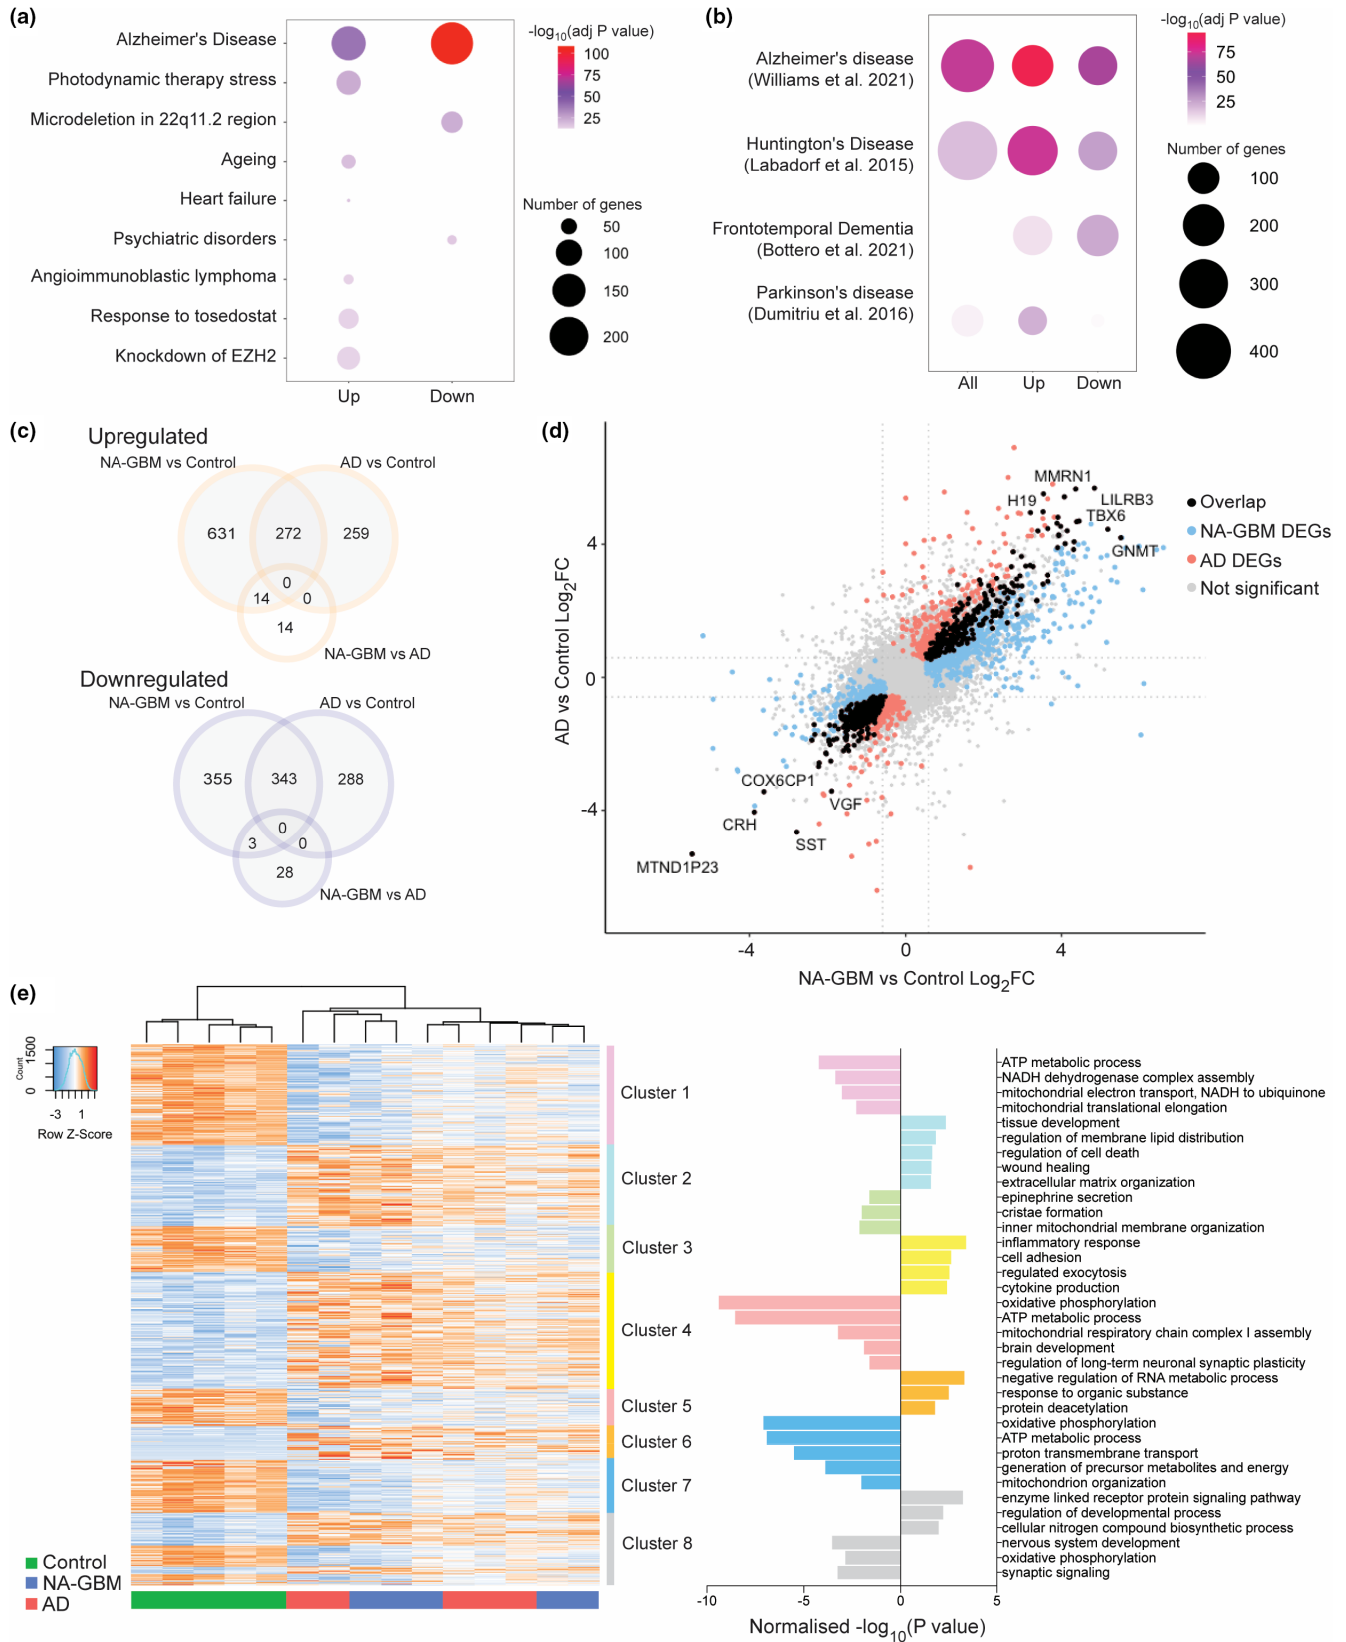 (a)
Alzheimer's Disease
Photodynamic therapy stress
Microdeletion in 22q11.2 region
Ageing
Heart failure
Psychiatric disorders
Angioimmunoblastic lymphoma
Response to tosedostat
Knockdown of EZH2
Up
Down
-log10(adj P value)
100
75
50
25
Number of genes
50
100
150
200
(b)
Alzheimer's disease
(Williams et al. 2021)
Huntington's Disease
(Labadorf et al. 2015)
Frontotemporal Dementia
(Bottero et al. 2021)
Parkinson's disease
(Dumitriu et al. 2016)
All
Up
Down
-log10(adj P value)
75
50
25
Number of genes
100
200
300
400
(c)
Upregulated
NA-GBM vs Control
AD vs Control
631
272
259
0
14
0
14
NA-GBM vs AD
Downregulated
NA-GBM vs Control
AD vs Control
355
343
288
0
3
0
28
NA-GBM vs AD
(d)
AD vs Control Log2FC
4
0
-4
MMRN1
H19
LILRB3
TBX6
GNMT
COX6CP1
VGF
CRH
SST
MTND1P23
-4
0
4
NA-GBM vs Control Log2FC
Overlap
NA-GBM DEGs
AD DEGs
Not significant
(e)
Count
0
1500
-3
1
Row Z-Score
Cluster 1
Cluster 2
Cluster 3
Cluster 4
Cluster 5
Cluster 6
Cluster 7
Cluster 8
Control
NA-GBM
AD
ATP metabolic process
NADH dehydrogenase complex assembly
mitochondrial electron transport, NADH to ubiquinone
mitochondrial translational elongation
tissue development
regulation of membrane lipid distribution
regulation of cell death
wound healing
extracellular matrix organization
epinephrine secretion
cristae formation
inner mitochondrial membrane organization
inflammatory response
cell adhesion
regulated exocytosis
cytokine production
oxidative phosphorylation
ATP metabolic process
mitochondrial respiratory chain complex I assembly
brain development
regulation of long-term neuronal synaptic plasticity
negative regulation of RNA metabolic process
response to organic substance
protein deacetylation
oxidative phosphorylation
ATP metabolic process
proton transmembrane transport
generation of precursor metabolites and energy
mitochondrion organization
enzyme linked receptor protein signaling pathway
regulation of developmental process
cellular nitrogen compound biosynthetic process
nervous system development
oxidative phosphorylation
synaptic signaling
-10
-5
0
5
Normalised -log10(P value)